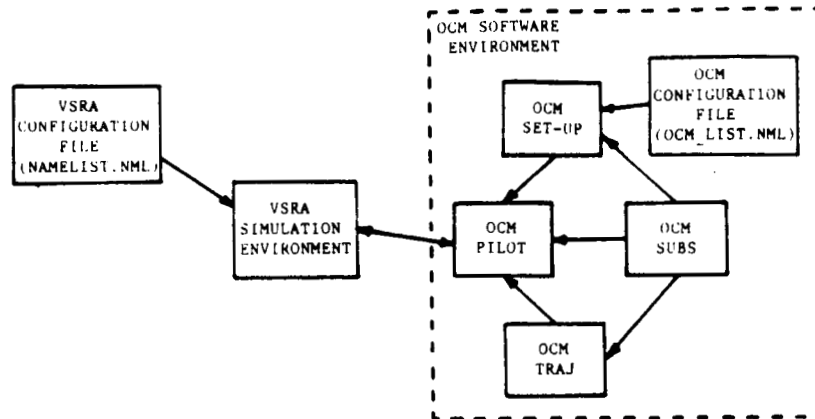 OCM SOFTWARE
ENVIRONMENT
VSRA
CONFIGURATION
FILE
(NAMELIST.NML)
VSRA
SIMULATION
ENVIRONMENT
OCM
SET-UP
OCM
CONFIGURATION
FILE
(OCM_LIST.NML)
OCM
PILOT
OCM
SUBS
OCM
TRAJ